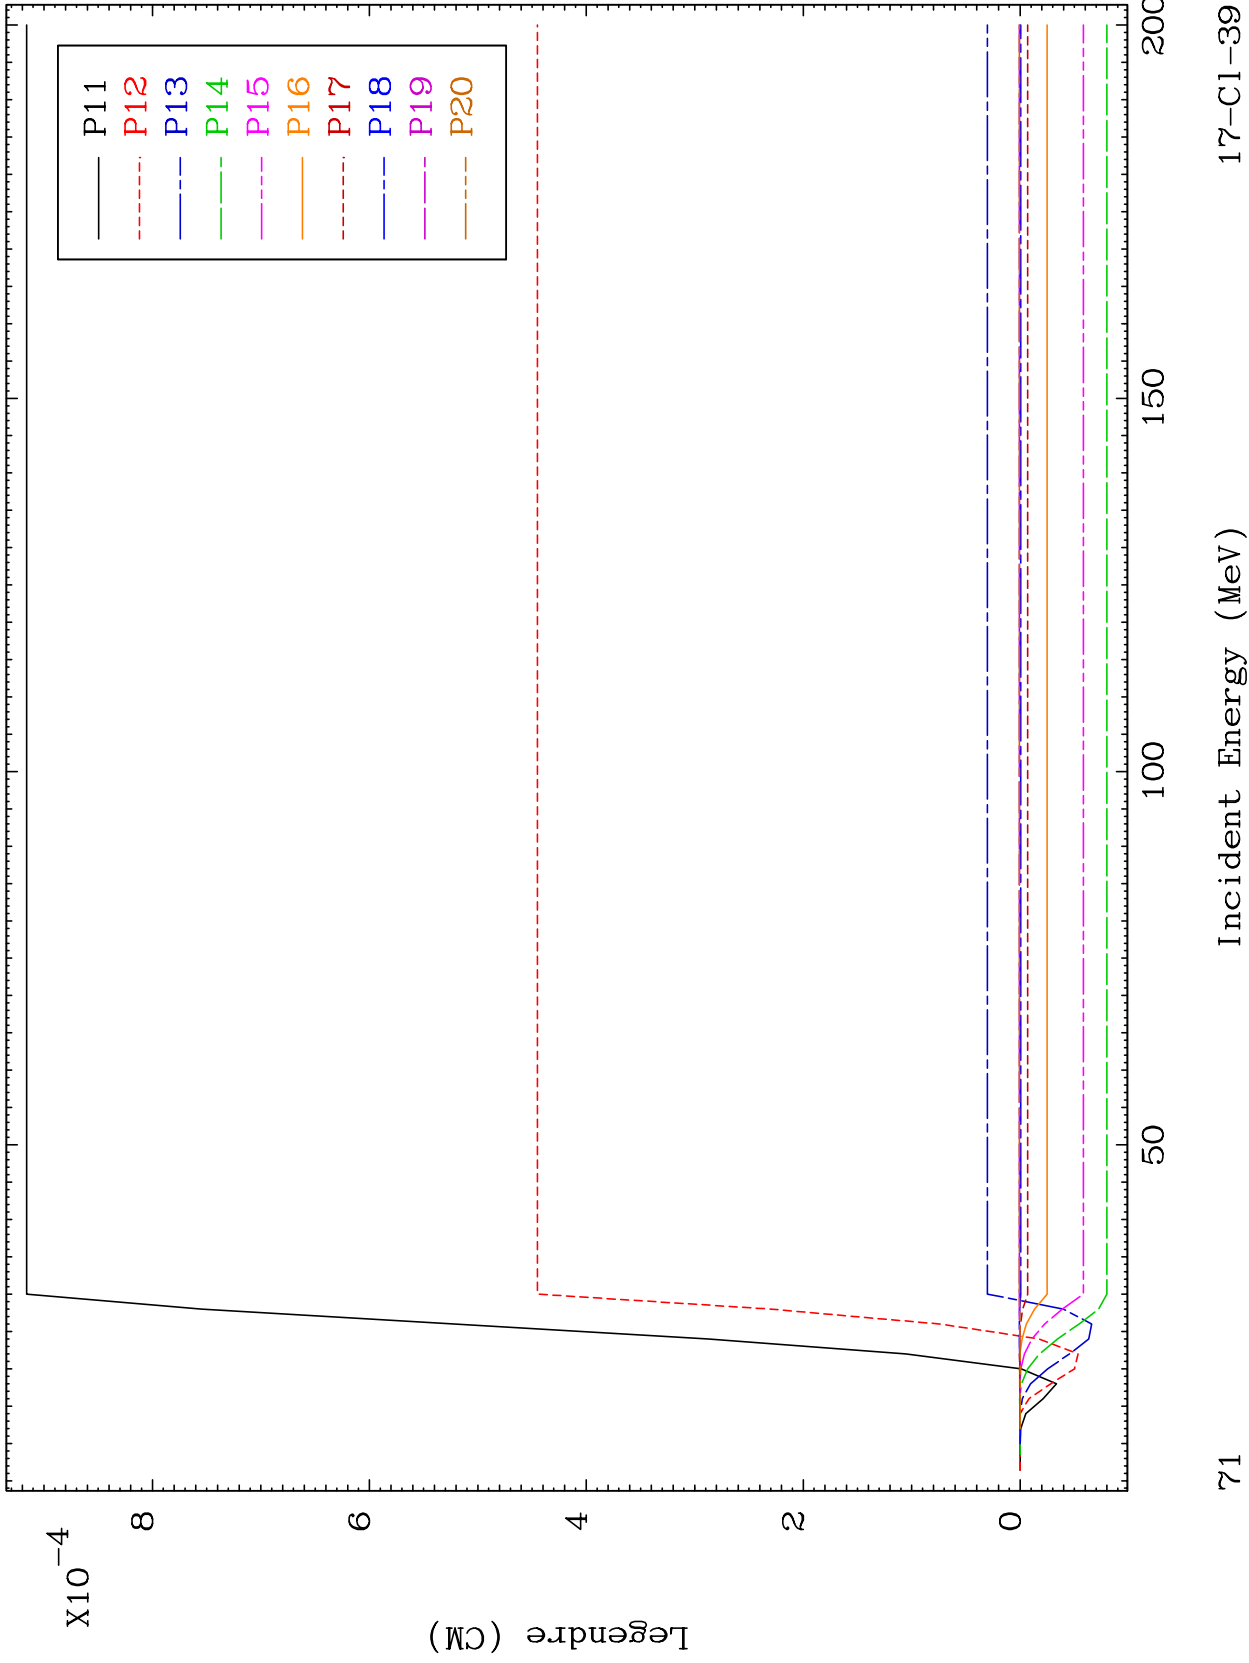 X10⁻⁴
8
6
4
2
0
Legendre (CM)
P11
P12
P13
P14
P15
P16
P17
P18
P19
P20
50
100
150
200
Incident Energy (MeV)
71
17-Cl-39